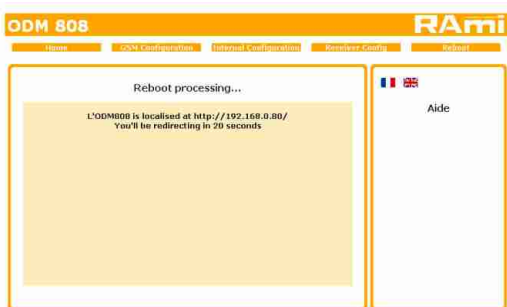 ODM 808
RAmi
Home
GSM Configuration
Internal Configuration
Receiver Config
Reboot
Reboot processing...
L'ODM808 is localised at http://192.168.0.80/
You'll be redirecting in 20 seconds
Aide